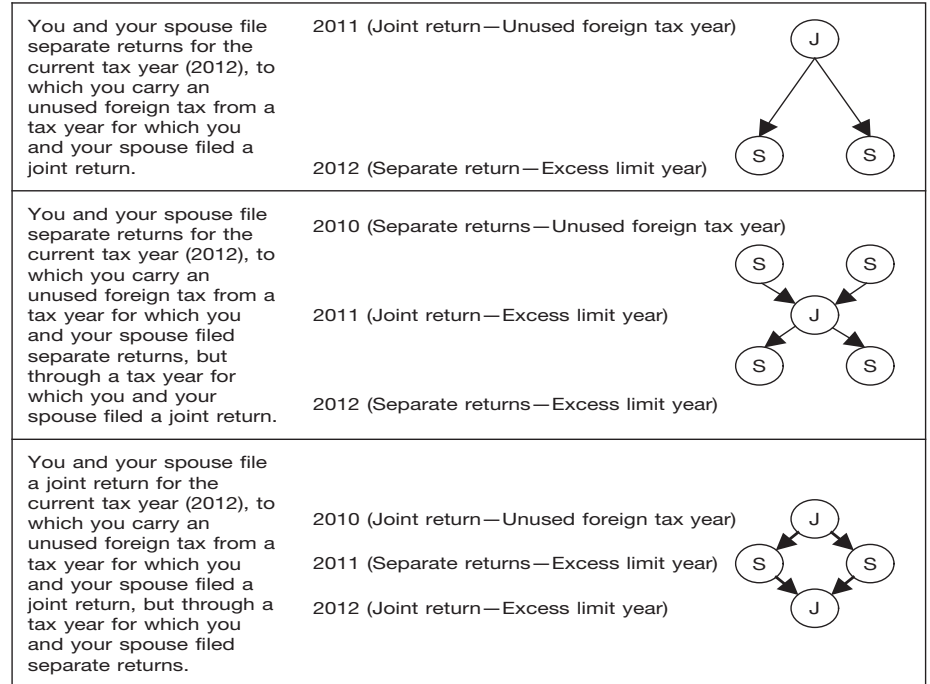 You and your spouse file
separate returns for the
current tax year (2012), to
which you carry an
unused foreign tax from a
tax year for which you
and your spouse filed a
joint return.
2011 (Joint return—Unused foreign tax year)
J
2012 (Separate return—Excess limit year)
S S
You and your spouse file
separate returns for the
current tax year (2012), to
which you carry an
unused foreign tax from a
tax year for which you
and your spouse filed
separate returns, but
through a tax year for
which you and your
spouse filed a joint return.
2010 (Separate returns—Unused foreign tax year)
S S
2011 (Joint return—Excess limit year)
J
S S
2012 (Separate returns—Excess limit year)
You and your spouse file
a joint return for the
current tax year (2012), to
which you carry an
unused foreign tax from a
tax year for which you
and your spouse filed a
joint return, but through a
tax year for which you
and your spouse filed
separate returns.
2010 (Joint return—Unused foreign tax year)
J
2011 (Separate returns—Excess limit year)
S S
2012 (Joint return—Excess limit year)
J